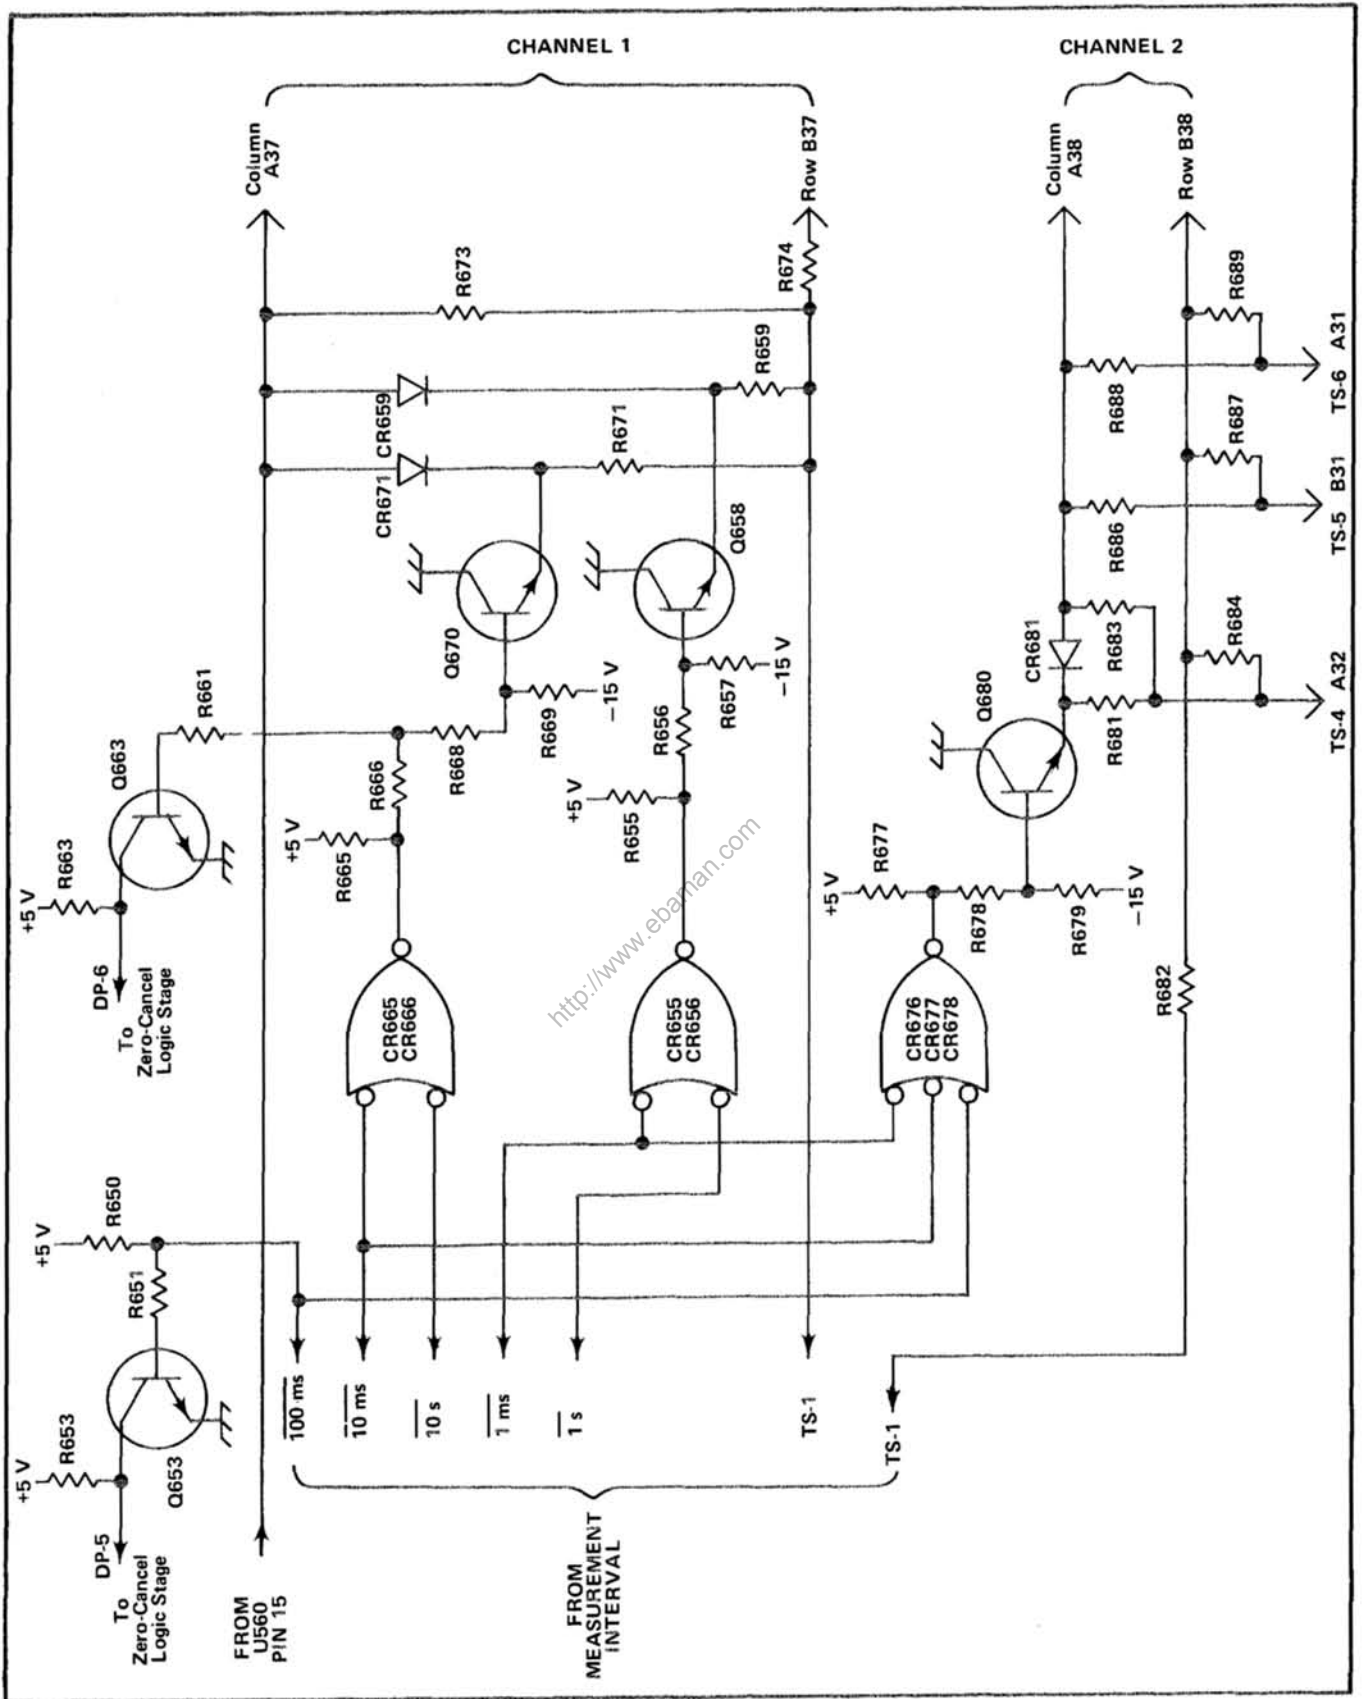 CHANNEL 1
CHANNEL 2
Column
A37
Row B37
Column
A38
Row B38
R673
R674
CR659
CR671
R659
R671
Q670
Q658
R661
Q663
R663
+5 V
DP-6
To
Zero-Cancel
Logic Stage
R666
R668
R669
−15 V
+5 V
R665
R656
R657
−15 V
+5 V
R655
CR665
CR666
CR655
CR656
CR676
CR677
CR678
+5 V
R677
R678
R679
−15 V
Q680
CR681
R681
R683
R684
R686
R687
R688
R689
TS-4 A32
TS-5 B31
TS-6 A31
R682
+5 V
R650
R651
+5 V
R653
Q653
DP-5
To
Zero-Cancel
Logic Stage
FROM
U560
PIN 15
100 ms
10 ms
10 s
1 ms
1 s
TS-1
TS-1
FROM
MEASUREMENT
INTERVAL
http://www.ebaman.com